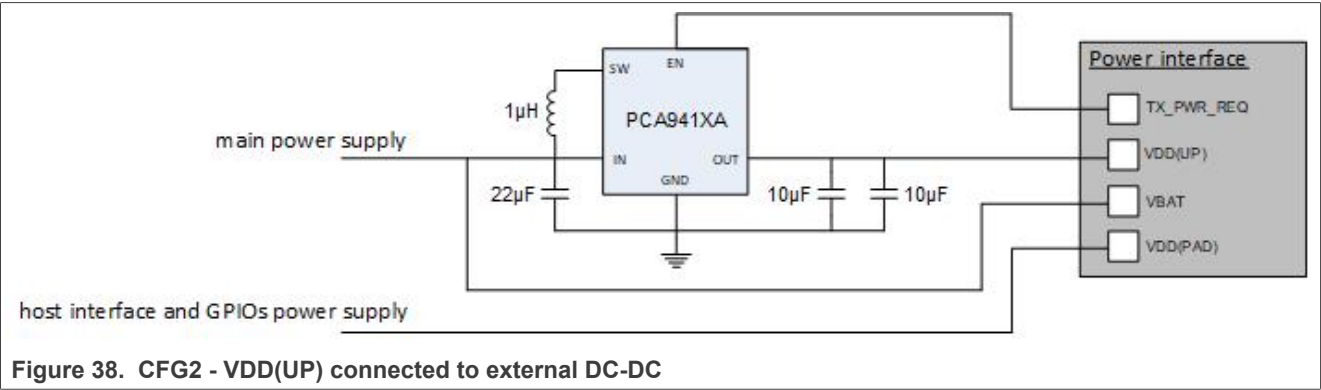 EN
Power interface
SW
TX_PWR_REQ
1µH
PCA941XA
main power supply
IN
OUT
VDD(UP)
GND
22µF
10µF
10µF
VBAT
VDD(PAD)
host interface and GPIOs power supply
Figure 38. CFG2 - VDD(UP) connected to external DC-DC